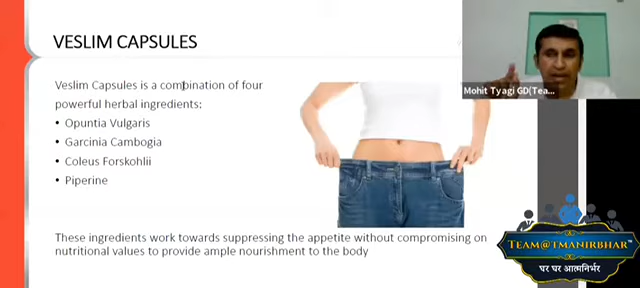 VESLIM CAPSULES
Veslim Capsules is a combination of four
powerful herbal ingredients:
• Opuntia Vulgaris
• Garcinia Cambogia
• Coleus Forskohlii
• Piperine
These ingredients work towards suppressing the appetite without compromising on
nutritional values to provide ample nourishment to the body
Mohit Tyagi GD(Tea...
TEAM@TMANIRBHAR™
घर घर आत्मनिर्भर